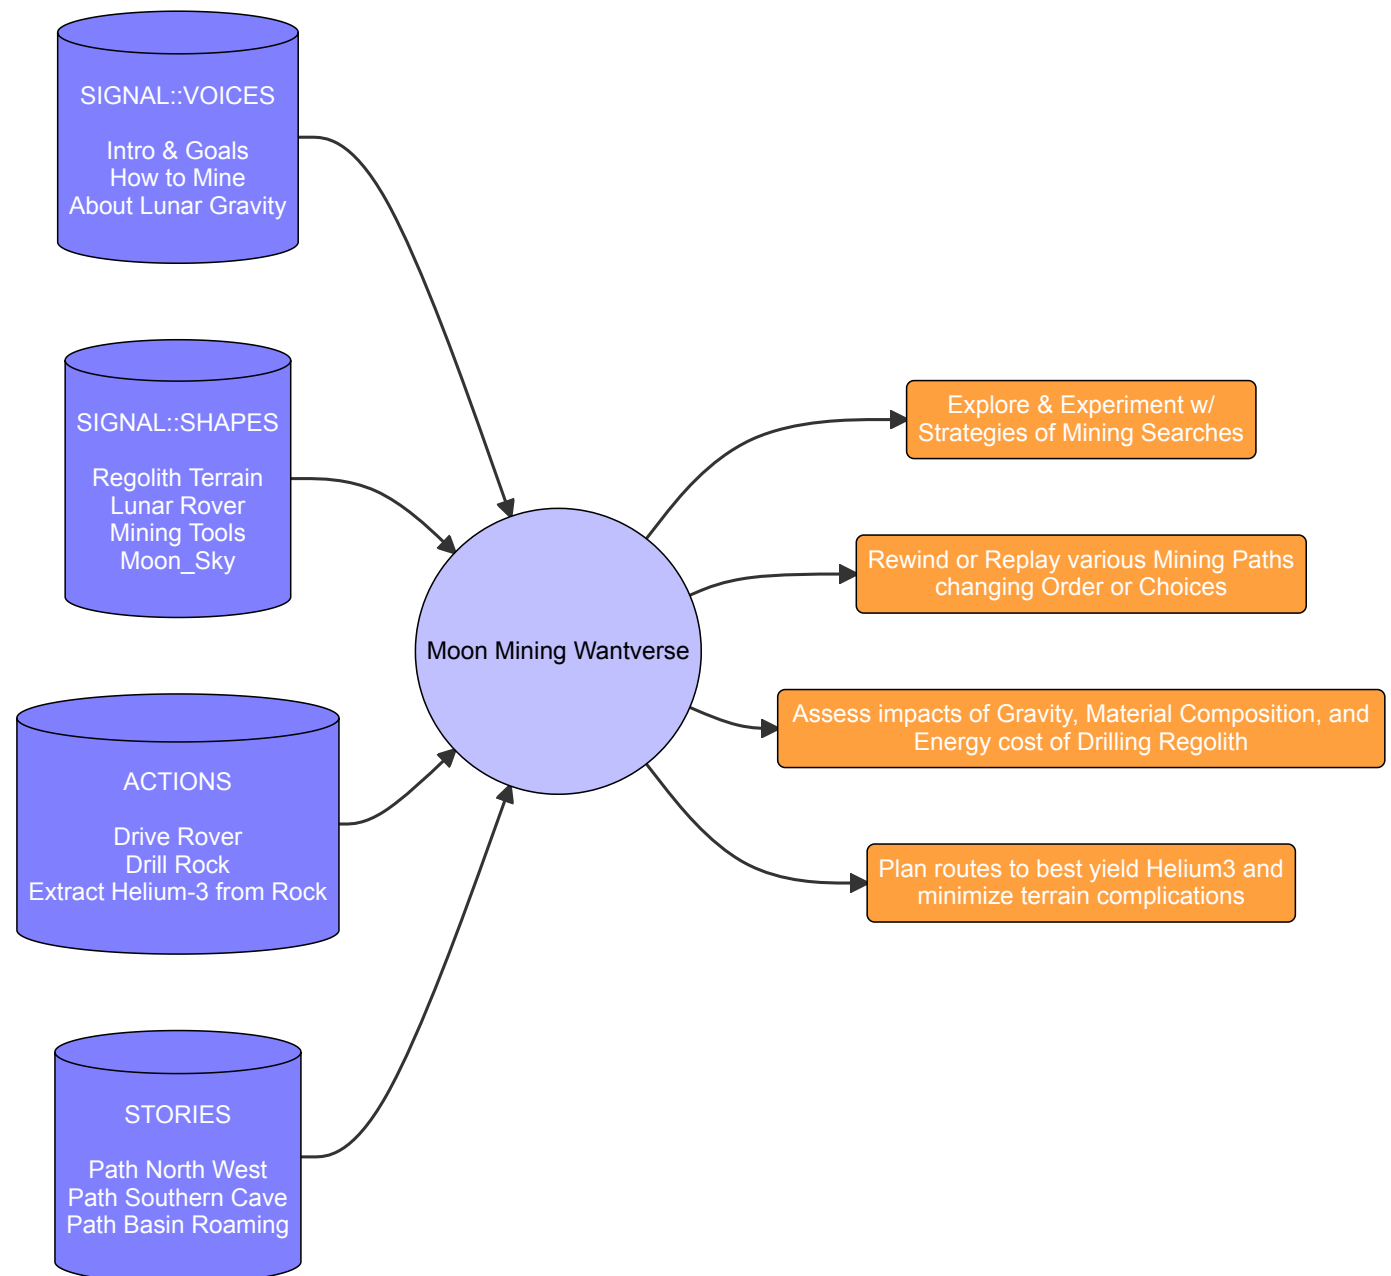 SIGNAL::VOICES
Intro & Goals
How to Mine
About Lunar Gravity
SIGNAL::SHAPES
Regolith Terrain
Lunar Rover
Mining Tools
Moon_Sky
ACTIONS
Drive Rover
Drill Rock
Extract Helium-3 from Rock
STORIES
Path North West
Path Southern Cave
Path Basin Roaming
Moon Mining Wantverse
Explore & Experiment w/
Strategies of Mining Searches
Rewind or Replay various Mining Paths
changing Order or Choices
Assess impacts of Gravity, Material Composition, and
Energy cost of Drilling Regolith
Plan routes to best yield Helium3 and
minimize terrain complications